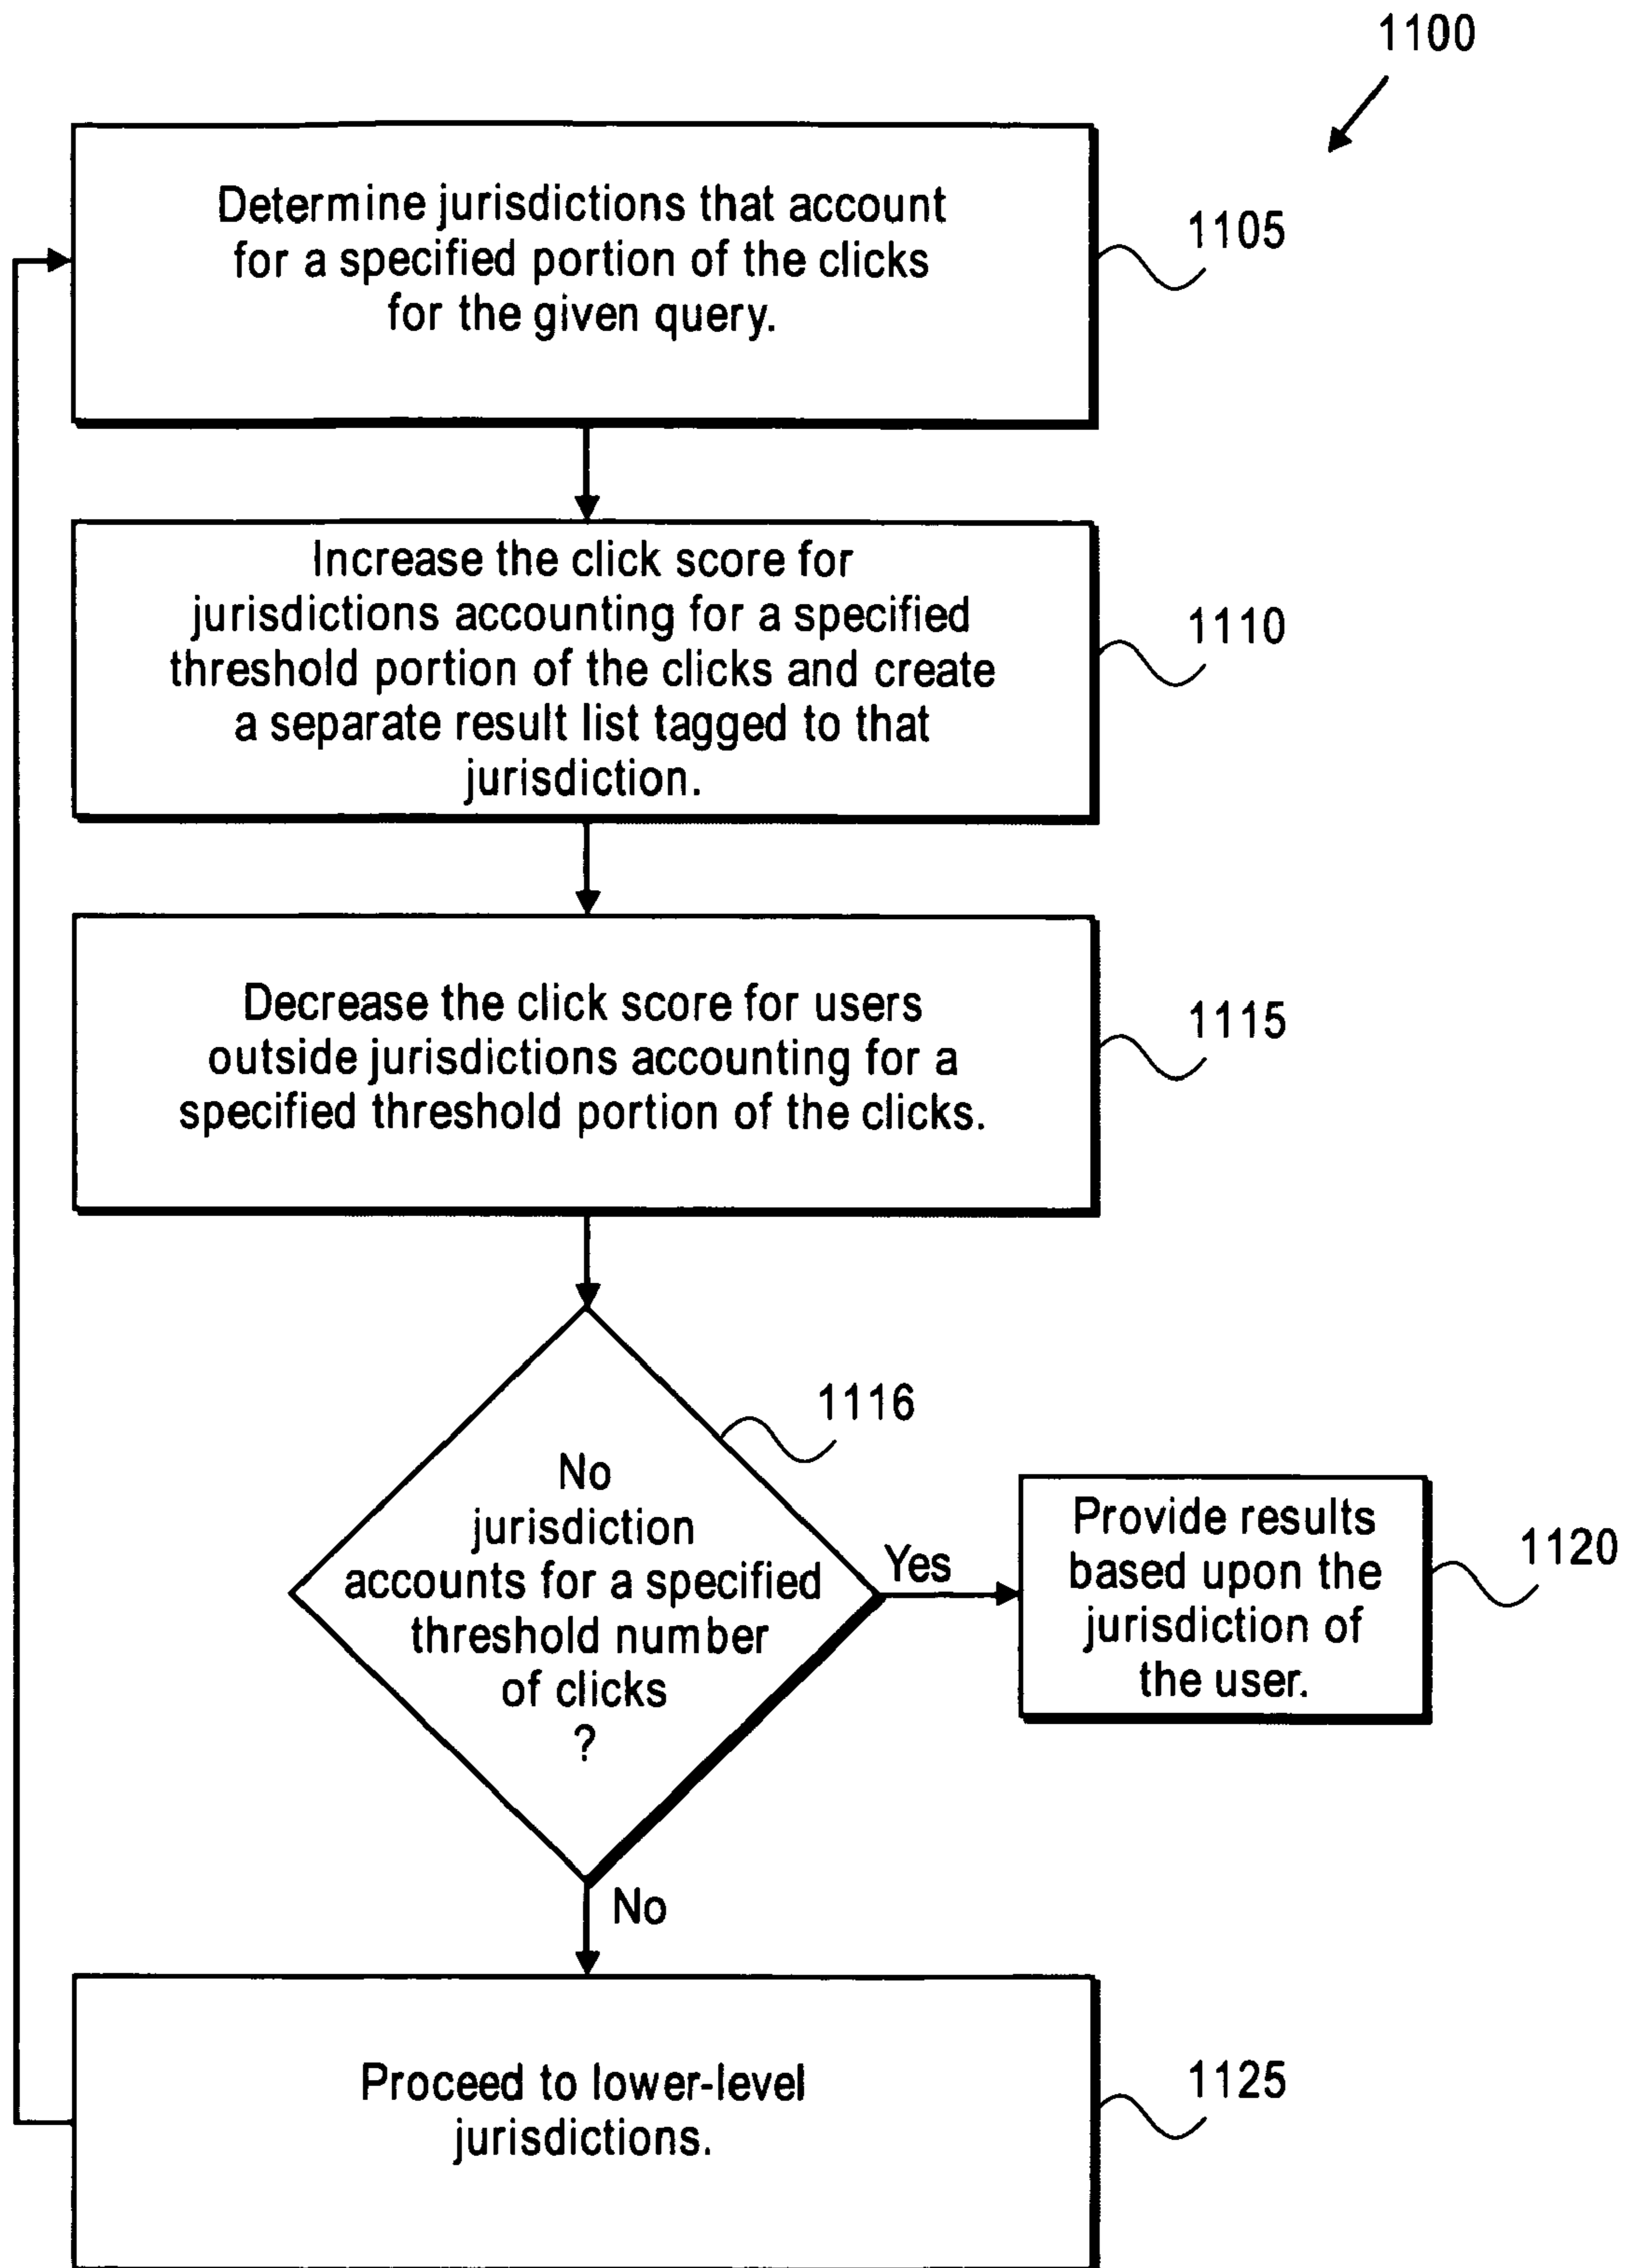 1100
Determine jurisdictions that account
for a specified portion of the clicks
for the given query.
1105
Increase the click score for
jurisdictions accounting for a specified
threshold portion of the clicks and create
a separate result list tagged to that
jurisdiction.
1110
Decrease the click score for users
outside jurisdictions accounting for a
specified threshold portion of the clicks.
1115
1116
No
jurisdiction
accounts for a specified
threshold number
of clicks
?
Yes
Provide results
based upon the
jurisdiction of
the user.
1120
No
Proceed to lower-level
jurisdictions.
1125